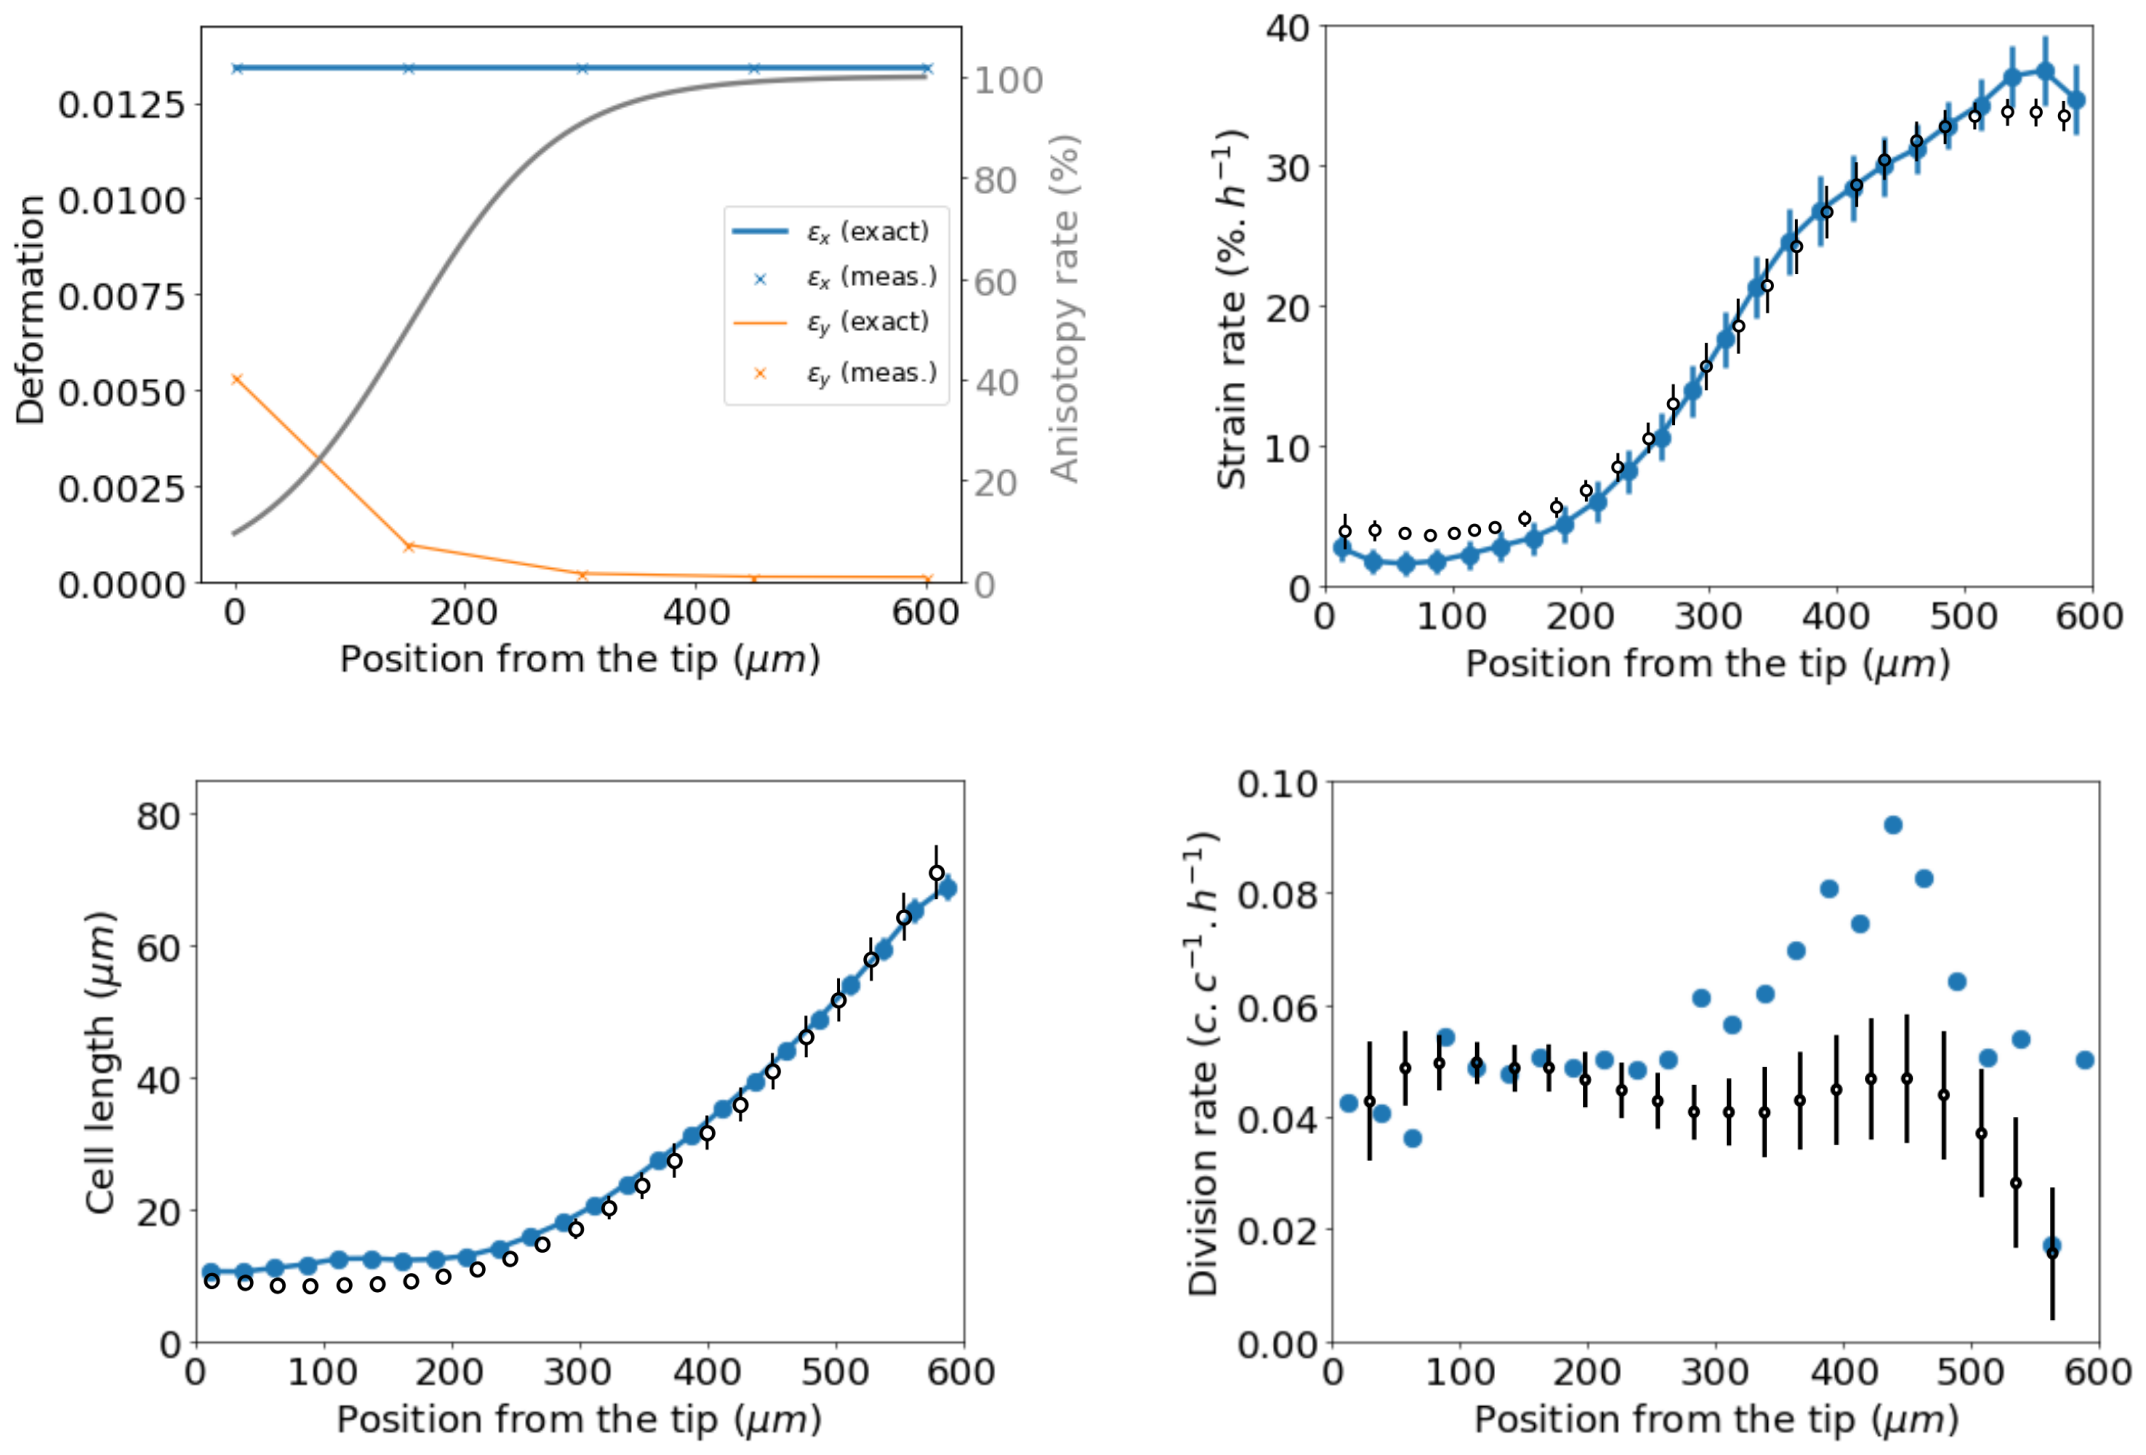 0.0125
0.0100
0.0075
0.0050
0.0025
0.0000
Deformation
100
80
60
40
20
0
Anisotopy rate (%)
εx (exact)
εx (meas.)
εy (exact)
εy (meas.)
0 200 400 600
Position from the tip (μm)
40
30
20
10
0
Strain rate (%.h⁻¹)
0 100 200 300 400 500 600
Position from the tip (μm)
80
60
40
20
0
Cell length (μm)
0 100 200 300 400 500 600
Position from the tip (μm)
0.10
0.08
0.06
0.04
0.02
0.00
Division rate (c.c⁻¹.h⁻¹)
0 100 200 300 400 500 600
Position from the tip (μm)